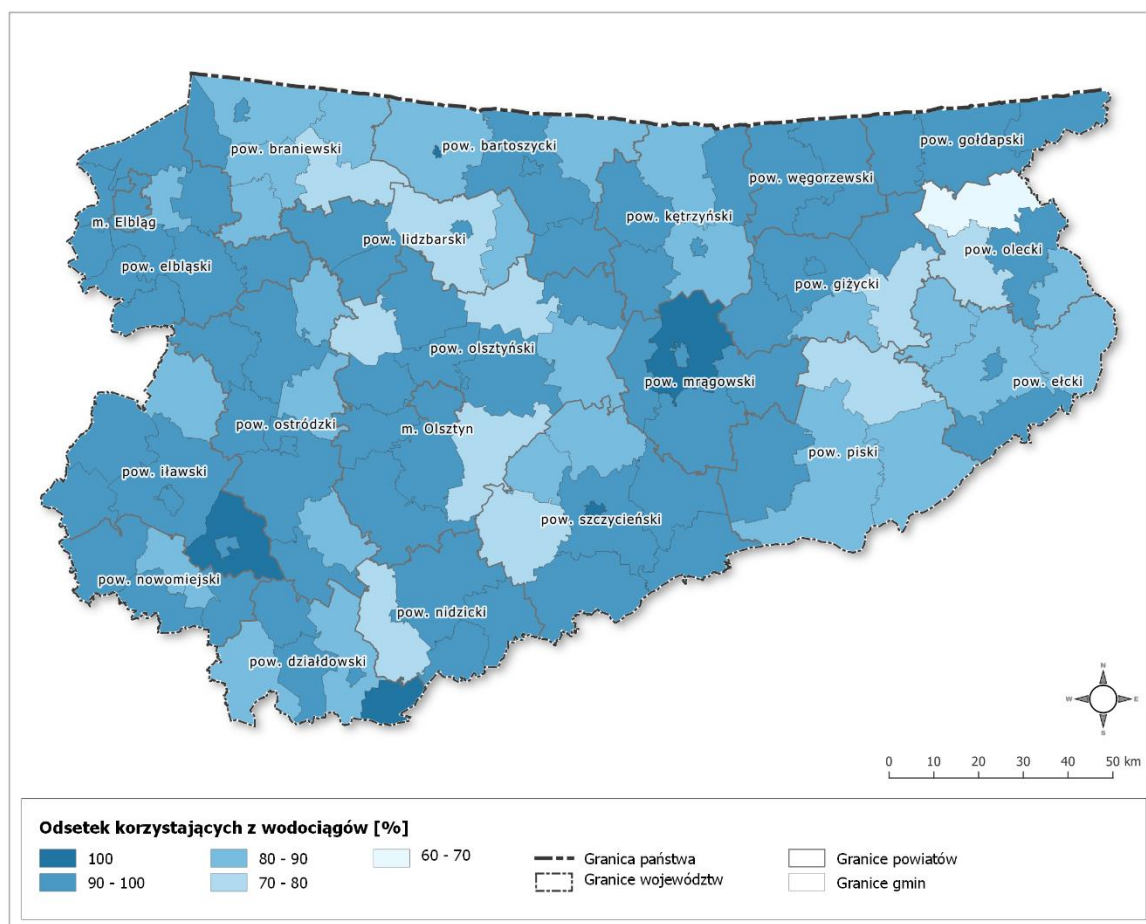 pow. gołdapski
pow. braniewski
pow. bartoszycki
pow. węgorzewski
m. Elbląg
pow. kętrzyński
pow. lidzbarski
pow. olecki
pow. elbląski
pow. giżycki
pow. olsztyński
pow. mrągowski
pow. ełcki
pow. ostródzki
m. Olsztyn
pow. piski
pow. iławski
pow. szczycieński
pow. nowomiejski
pow. nidzicki
pow. działdowski
N
W E
S
0 10 20 30 40 50 km
Odsetek korzystających z wodociągów [%]
100 80 - 90 60 - 70 Granica państwa Granice powiatów
90 - 100 70 - 80 Granice województw Granice gmin